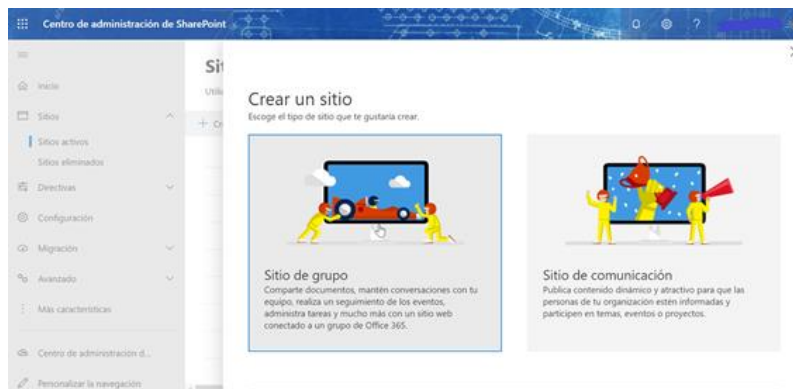 Centro de administración de SharePoint
?
Inicio
Sitios
Sitios activos
Sitios eliminados
Directivas
Configuración
Migración
Avanzado
Más características
Centro de administración d...
Personalizar la navegación
Sit
Utili
+ Cr
Crear un sitio
Escoge el tipo de sitio que te gustaría crear.
Sitio de grupo
Comparte documentos, mantén conversaciones con tu
equipo, realiza un seguimiento de los eventos,
administra tareas y mucho más con un sitio web
conectado a un grupo de Office 365.
Sitio de comunicación
Publica contenido dinámico y atractivo para que las
personas de tu organización estén informadas y
participen en temas, eventos o proyectos.